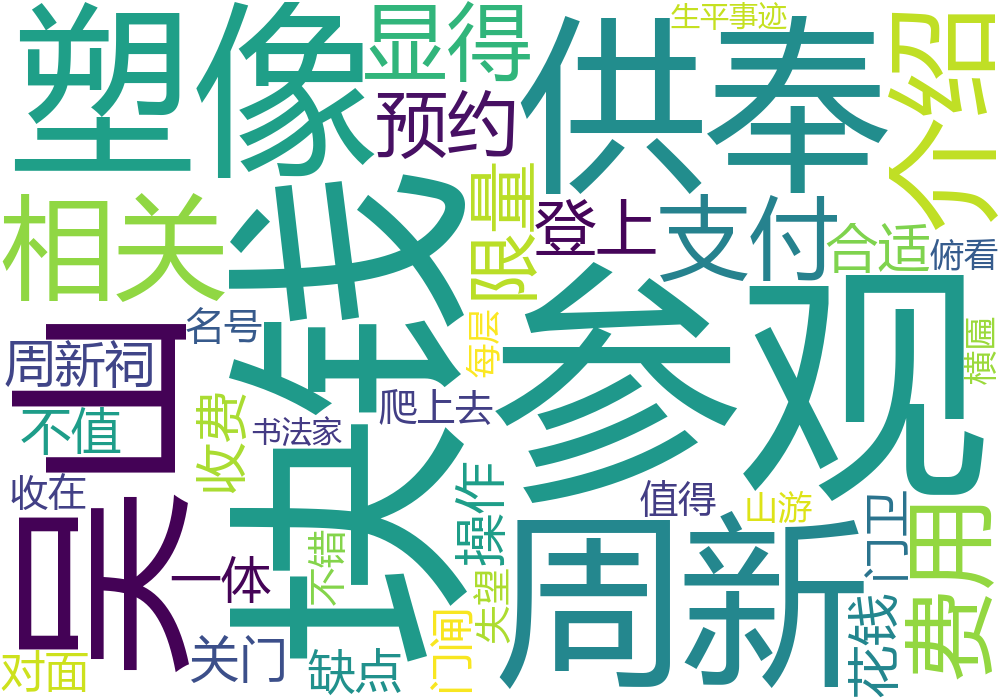 塑像
显得
供奉
生平事迹
介绍
预约
块钱
限量
登上
支付
合适
俯看
相关
参观
吴山
名号
周新祠
每层
横匾
不值
收费
书法家
爬上去
收在
操作
值得
山游
门卫
费用
周新
一体
不错
失望
门闸
花钱
对面
关门
缺点